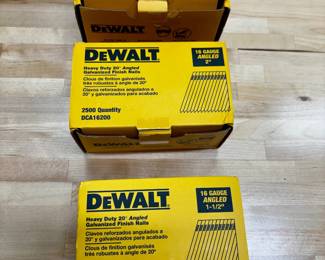 DEWALT
Heavy Duty 20° Angled
Galvanized Finish Nails
Clous de finition galvanisés
très robustes à angle de 20°
Clavos reforzados angulados a
20° y galvanizados para acabado
16 GAUGE
ANGLED
2"
2500 Quantity
DCA16200
DEWALT
Heavy Duty 20° Angled
Galvanized Finish Nails
Clavos reforzados angulados a
20° y galvanizados para acabado
Clous de finition galvanisés
très robustes à angle de 20°
16 GAUGE
ANGLED
1-1/2"